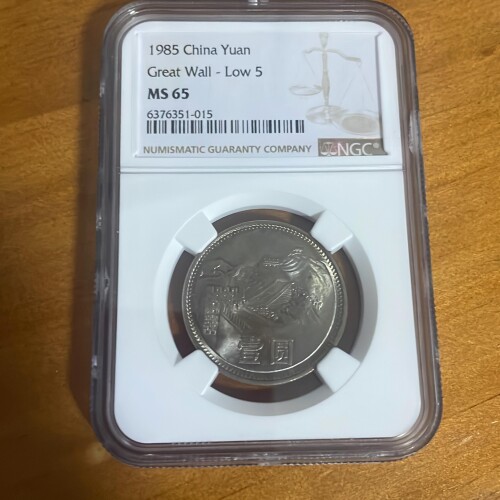 1985 China Yuan
Great Wall - Low 5
MS 65
6376351-015
NUMISMATIC GUARANTY COMPANY
NGC®
壹圆